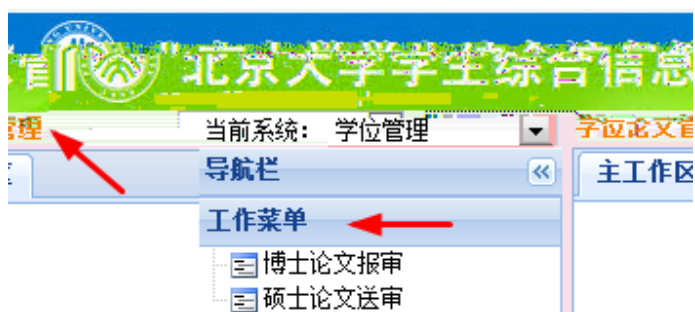 北京大学学生综合信息
管理
当前系统： 学位管理
学位论文管
导航栏
主工作区
工作菜单
博士论文报审
硕士论文送审